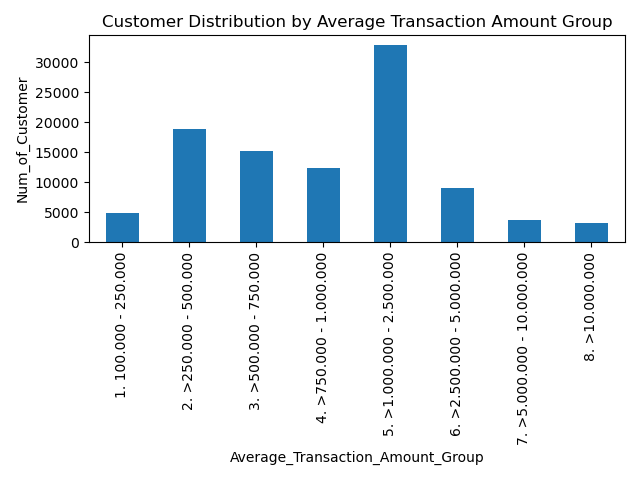 Customer Distribution by Average Transaction Amount Group
Num_of_Customer
30000
25000
20000
15000
10000
5000
0
1. 100.000 - 250.000
2. >250.000 - 500.000
3. >500.000 - 750.000
4. >750.000 - 1.000.000
5. >1.000.000 - 2.500.000
6. >2.500.000 - 5.000.000
7. >5.000.000 - 10.000.000
8. >10.000.000
Average_Transaction_Amount_Group